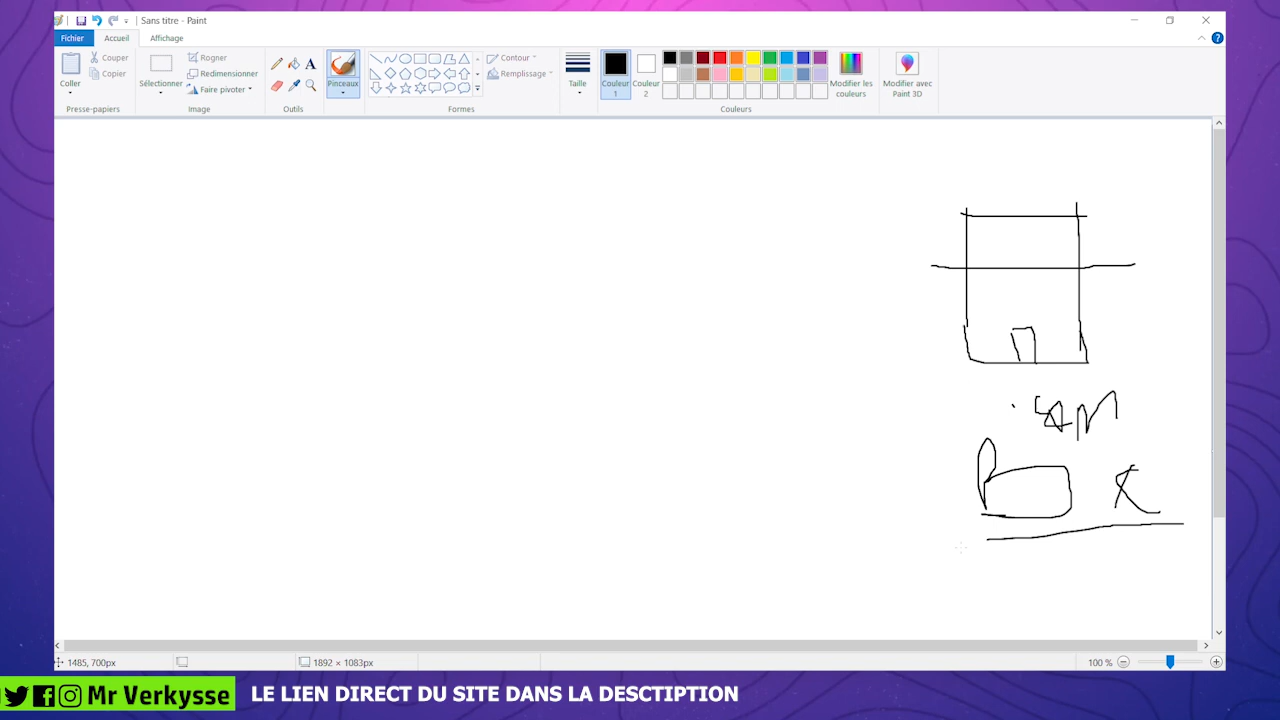 Sans titre - Paint
Fichier Accueil Affichage
Coller
Couper
Copier
Presse-papiers
Sélectionner
Rogner
Redimensionner
Faire pivoter
Image
A
Outils
Pinceaux
Contour
Remplissage
Formes
Taille
Couleur 1
Couleur 2
Couleurs
Modifier les couleurs
Modifier avec Paint 3D
1485, 700px
1892 × 1083px
100 %
Mr Verkysse
LE LIEN DIRECT DU SITE DANS LA DESCTIPTION